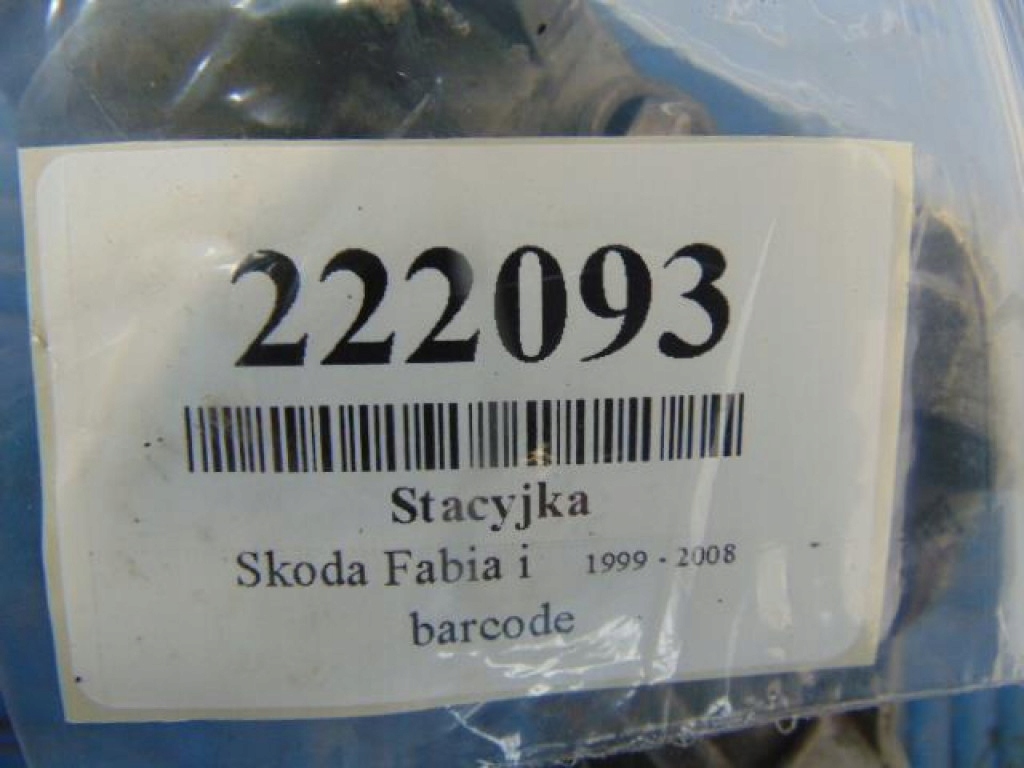 222093
Stacyjka
Skoda Fabia i 1999 - 2008
barcode